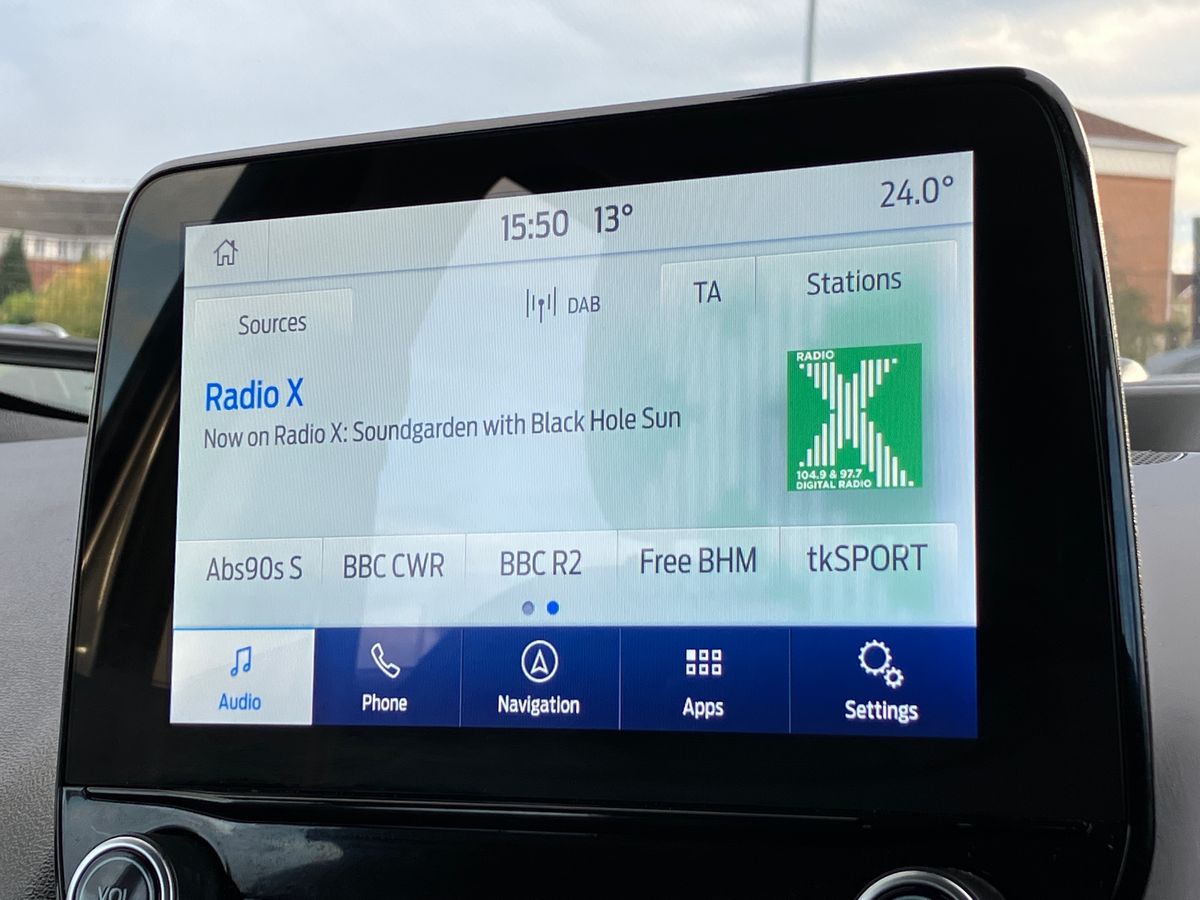 15:50 13° 24.0°
Sources DAB TA Stations
Radio X
Now on Radio X: Soundgarden with Black Hole Sun
RADIO
X
104.9 & 97.7
DIGITAL RADIO
Abs90s S BBC CWR BBC R2 Free BHM tkSPORT
Audio Phone Navigation Apps Settings
VOL